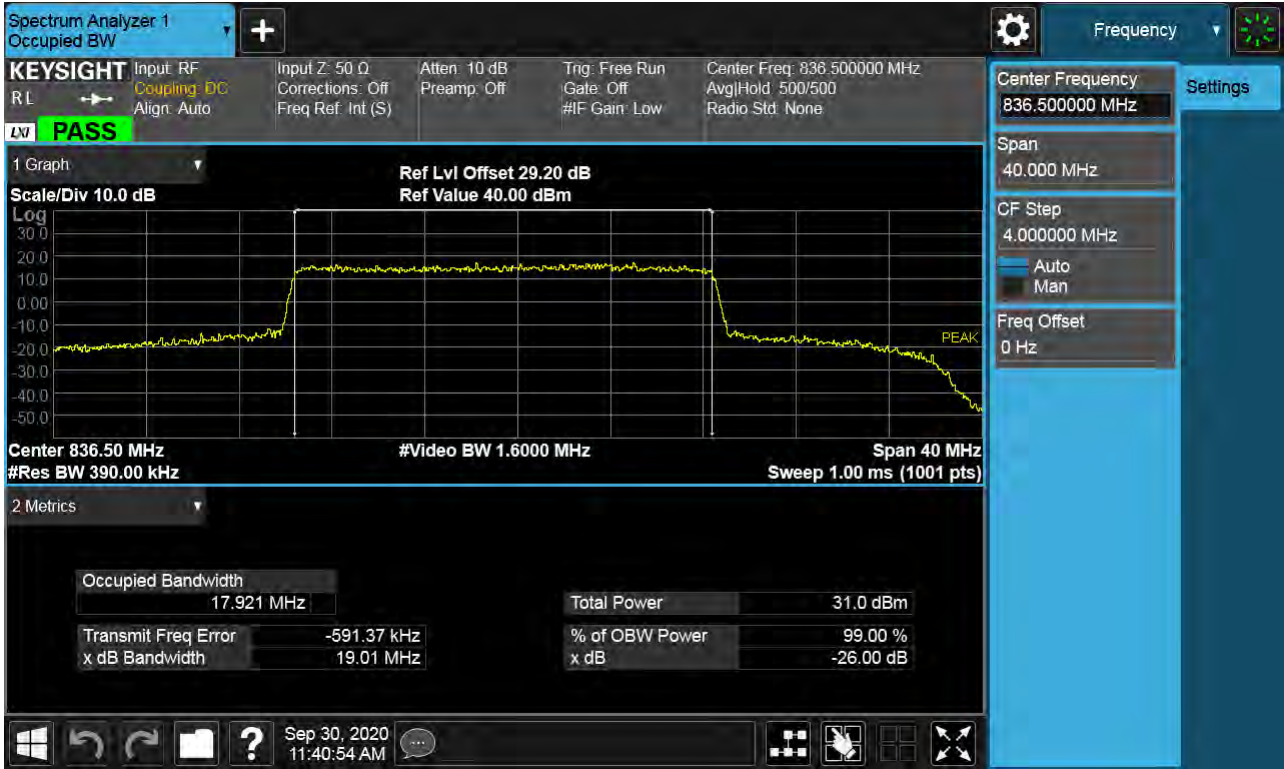 Spectrum Analyzer 1
Occupied BW
Frequency
KEYSIGHT
RL
LXI
PASS
Input: RF
Coupling: DC
Align: Auto
Input Z: 50 Ω
Corrections: Off
Freq Ref: Int (S)
Atten: 10 dB
Preamp: Off
Trig: Free Run
Gate: Off
#IF Gain: Low
Center Freq: 836.500000 MHz
Avg|Hold: 500/500
Radio Std: None
Center Frequency
836.500000 MHz
Settings
Span
40.000 MHz
CF Step
4.000000 MHz
Auto
Man
Freq Offset
0 Hz
1 Graph
Scale/Div 10.0 dB
Ref Lvl Offset 29.20 dB
Ref Value 40.00 dBm
Log
30.0
20.0
10.0
0.00
-10.0
-20.0
-30.0
-40.0
-50.0
PEAK
Center 836.50 MHz
#Video BW 1.6000 MHz
Span 40 MHz
#Res BW 390.00 kHz
Sweep 1.00 ms (1001 pts)
2 Metrics
Occupied Bandwidth
17.921 MHz
Total Power 31.0 dBm
Transmit Freq Error -591.37 kHz
% of OBW Power 99.00 %
x dB Bandwidth 19.01 MHz
x dB -26.00 dB
?
Sep 30, 2020
11:40:54 AM